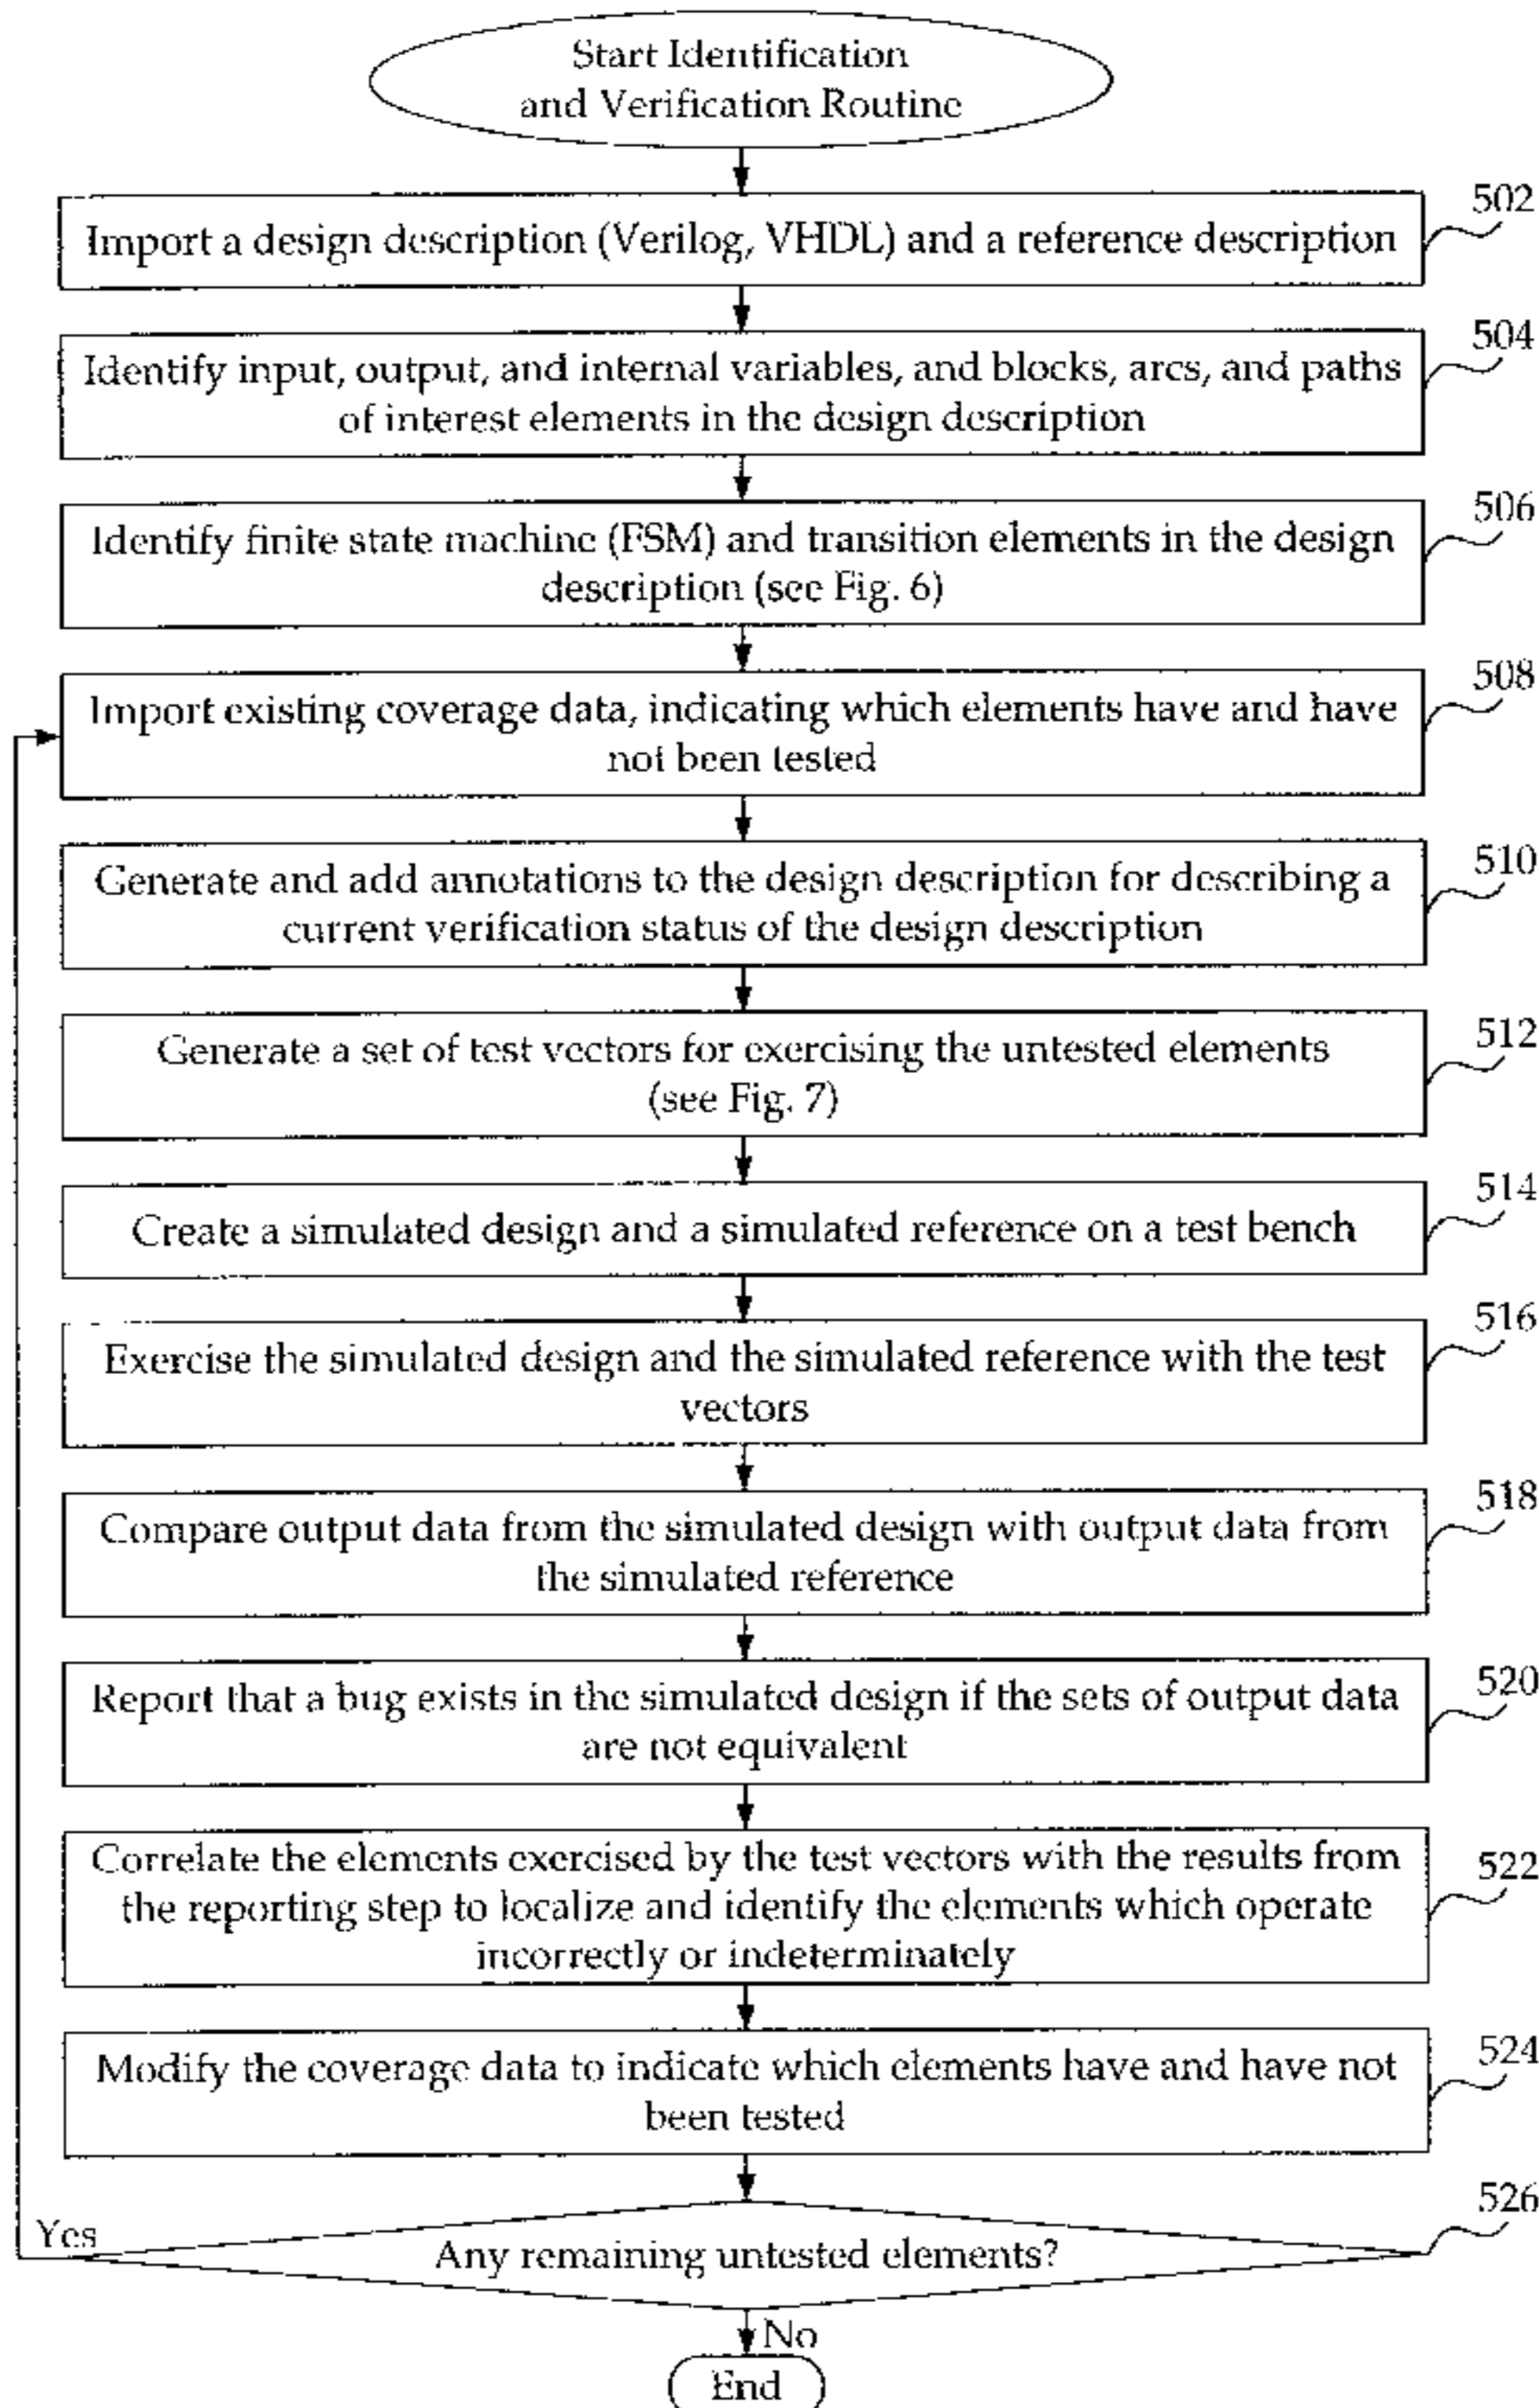 Start Identification
and Verification Routine
502
Import a design description (Verilog, VHDL) and a reference description
504
Identify input, output, and internal variables, and blocks, arcs, and paths
of interest elements in the design description
506
Identify finite state machine (FSM) and transition elements in the design
description (see Fig. 6)
508
Import existing coverage data, indicating which elements have and have
not been tested
510
Generate and add annotations to the design description for describing a
current verification status of the design description
512
Generate a set of test vectors for exercising the untested elements
(see Fig. 7)
514
Create a simulated design and a simulated reference on a test bench
516
Exercise the simulated design and the simulated reference with the test
vectors
518
Compare output data from the simulated design with output data from
the simulated reference
520
Report that a bug exists in the simulated design if the sets of output data
are not equivalent
522
Correlate the elements exercised by the test vectors with the results from
the reporting step to localize and identify the elements which operate
incorrectly or indeterminately
524
Modify the coverage data to indicate which elements have and have not
been tested
526
Yes
Any remaining untested elements?
No
End